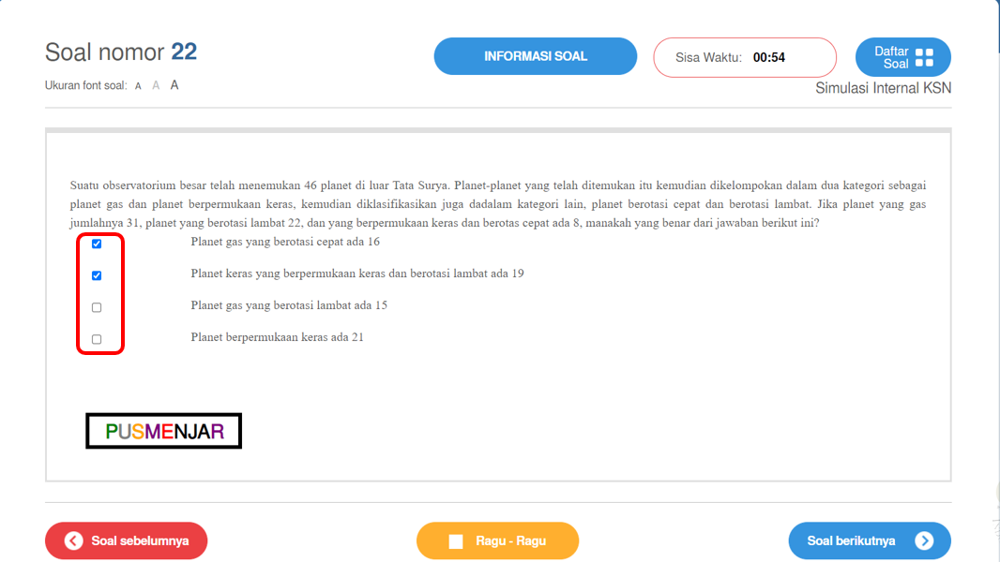 Soal nomor 22
INFORMASI SOAL
Sisa Waktu: 00:54
Daftar
Soal
Ukuran font soal: A A A
Simulasi Internal KSN
Suatu observatorium besar telah menemukan 46 planet di luar Tata Surya. Planet-planet yang telah ditemukan itu kemudian dikelompokan dalam dua kategori sebagai
planet gas dan planet berpermukaan keras, kemudian diklasifikasikan juga dadalam kategori lain, planet berotasi cepat dan berotasi lambat. Jika planet yang gas
jumlahnya 31, planet yang berotasi lambat 22, dan yang berpermukaan keras dan berotas cepat ada 8, manakah yang benar dari jawaban berikut ini?
Planet gas yang berotasi cepat ada 16
Planet keras yang berpermukaan keras dan berotasi lambat ada 19
Planet gas yang berotasi lambat ada 15
Planet berpermukaan keras ada 21
PUSMENJAR
Soal sebelumnya
Ragu - Ragu
Soal berikutnya